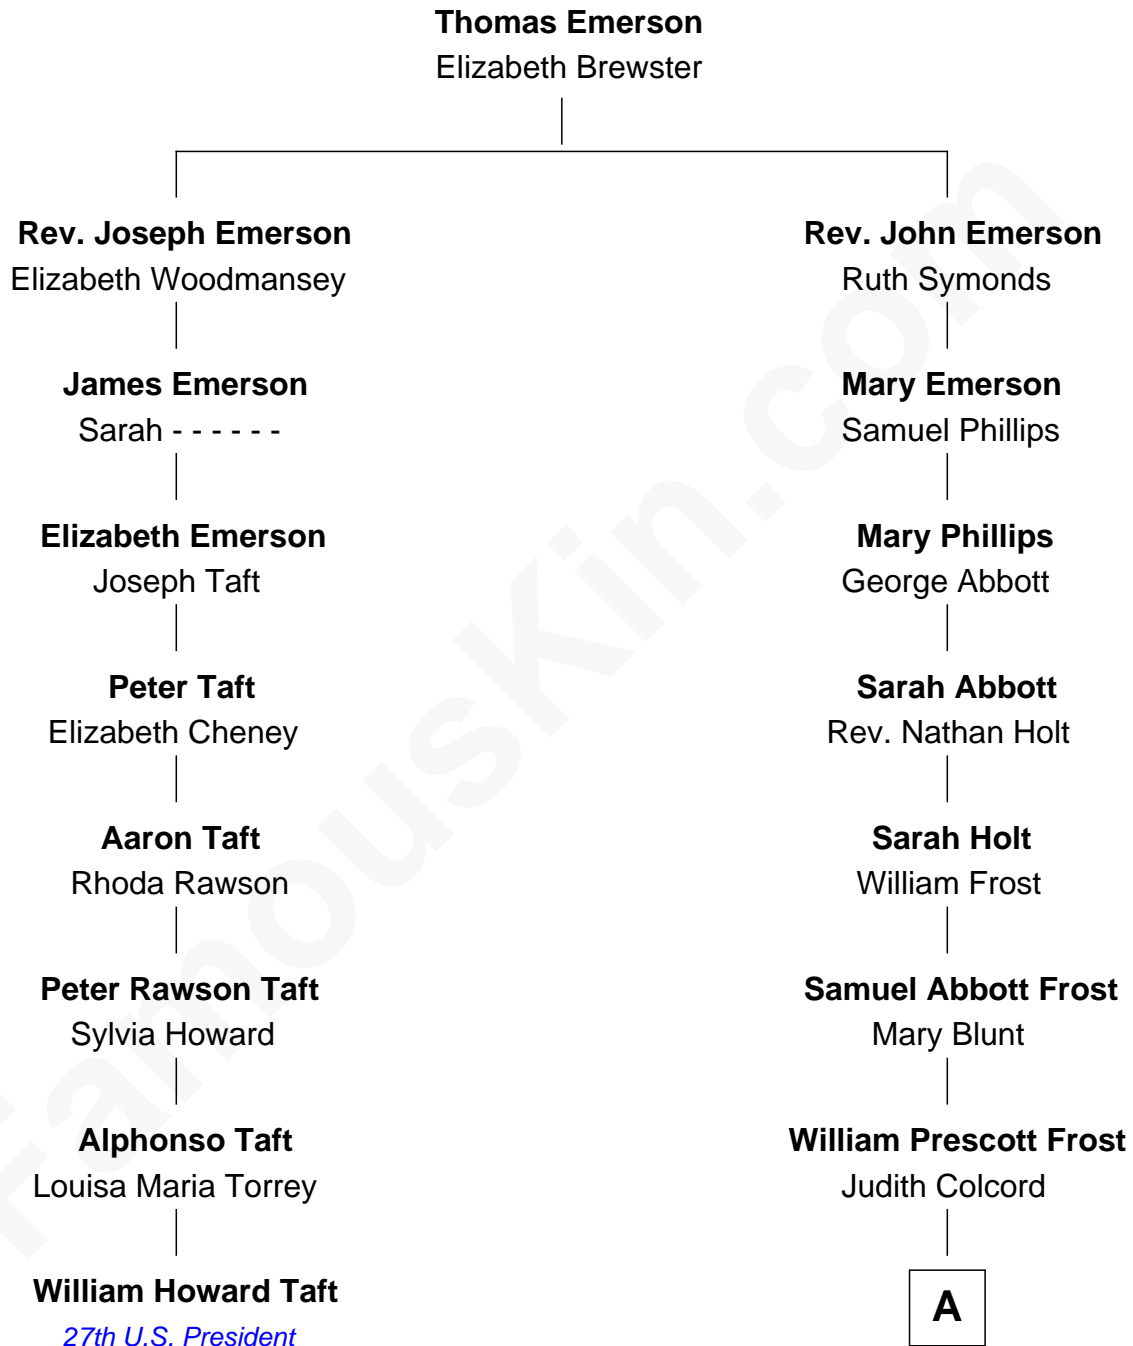 Thomas Emerson
Elizabeth Brewster
Rev. Joseph Emerson
Elizabeth Woodmansey
Rev. John Emerson
Ruth Symonds
James Emerson
Sarah - - - - - -
Mary Emerson
Samuel Phillips
Elizabeth Emerson
Joseph Taft
Mary Phillips
George Abbott
Peter Taft
Elizabeth Cheney
Sarah Abbott
Rev. Nathan Holt
Aaron Taft
Rhoda Rawson
Sarah Holt
William Frost
Peter Rawson Taft
Sylvia Howard
Samuel Abbott Frost
Mary Blunt
Alphonso Taft
Louisa Maria Torrey
William Prescott Frost
Judith Colcord
William Howard Taft
27th U.S. President
A
FamousKin.com